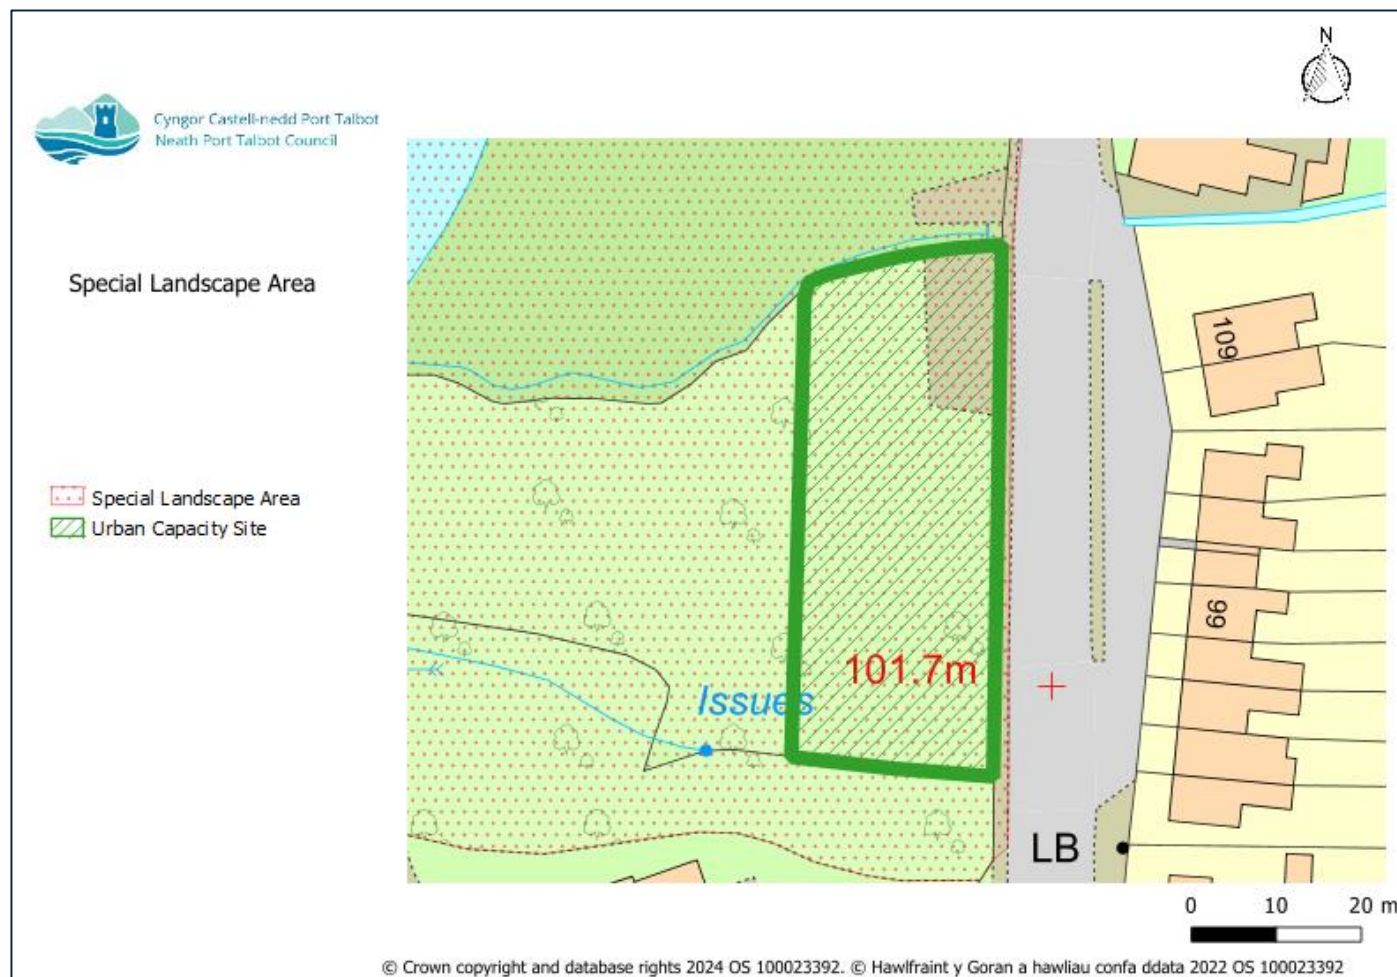 N
Cyngor Castell-nedd Port Talbot
Neath Port Talbot Council
Special Landscape Area
Special Landscape Area
Urban Capacity Site
109
99
101.7m
Issues
LB
0 10 20 m
© Crown copyright and database rights 2024 OS 100023392. © Hawlfraint y Goran a hawliau confa ddata 2022 OS 100023392